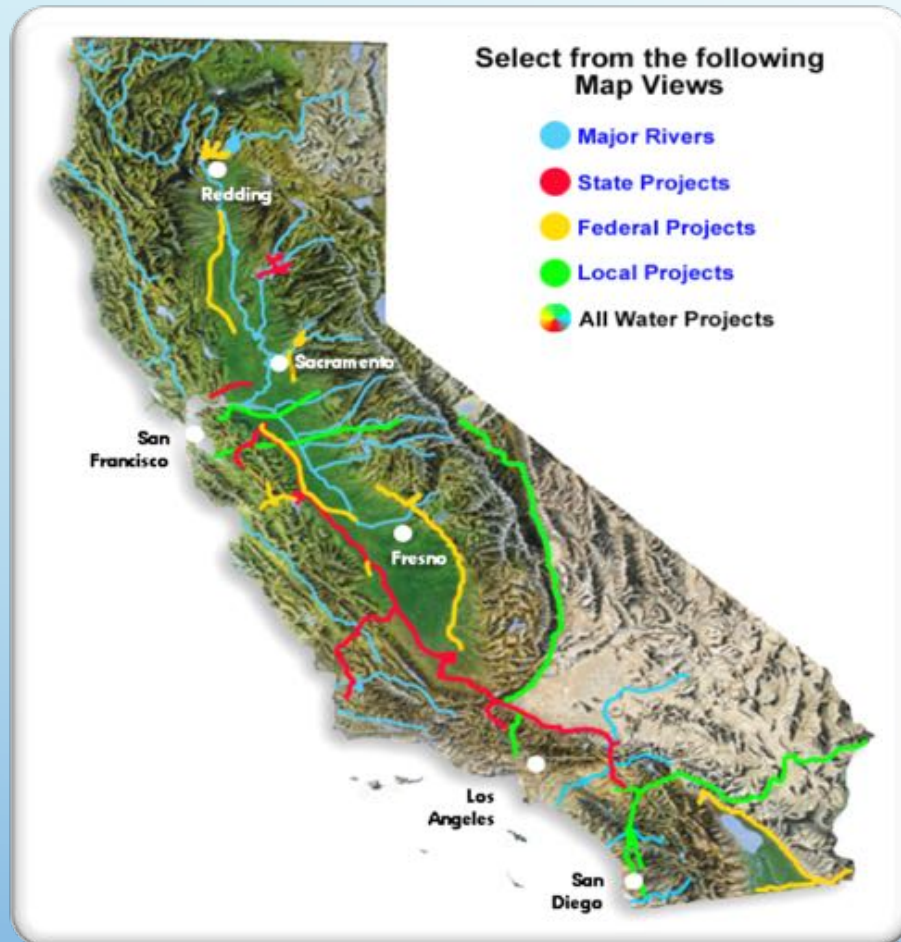 Select from the following
Map Views
Major Rivers
State Projects
Federal Projects
Local Projects
All Water Projects
Redding
Sacramento
San
Francisco
Fresno
Los
Angeles
San
Diego